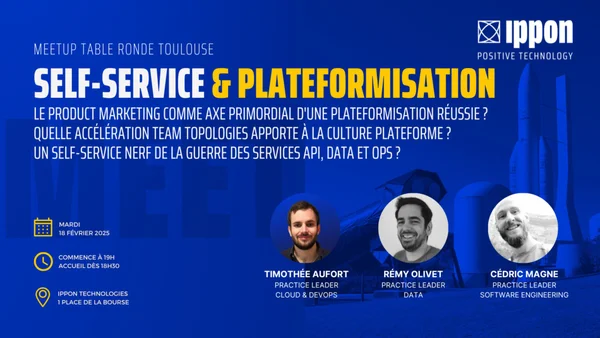 ippon
POSITIVE TECHNOLOGY
MEETUP TABLE RONDE TOULOUSE
SELF-SERVICE & PLATEFORMISATION
LE PRODUCT MARKETING COMME AXE PRIMORDIAL D'UNE PLATEFORMISATION RÉUSSIE ?
QUELLE ACCÉLÉRATION TEAM TOPOLOGIES APPORTE À LA CULTURE PLATEFORME ?
UN SELF-SERVICE NERF DE LA GUERRE DES SERVICES API, DATA ET OPS ?
MARDI
18 FÉVRIER 2025
COMMENCE À 19H
ACCUEIL DÈS 18H30
IPPON TECHNOLOGIES
1 PLACE DE LA BOURSE
TIMOTHÉE AUFORT
PRACTICE LEADER
CLOUD & DEVOPS
RÉMY OLIVET
PRACTICE LEADER
DATA
CÉDRIC MAGNE
PRACTICE LEADER
SOFTWARE ENGINEERING